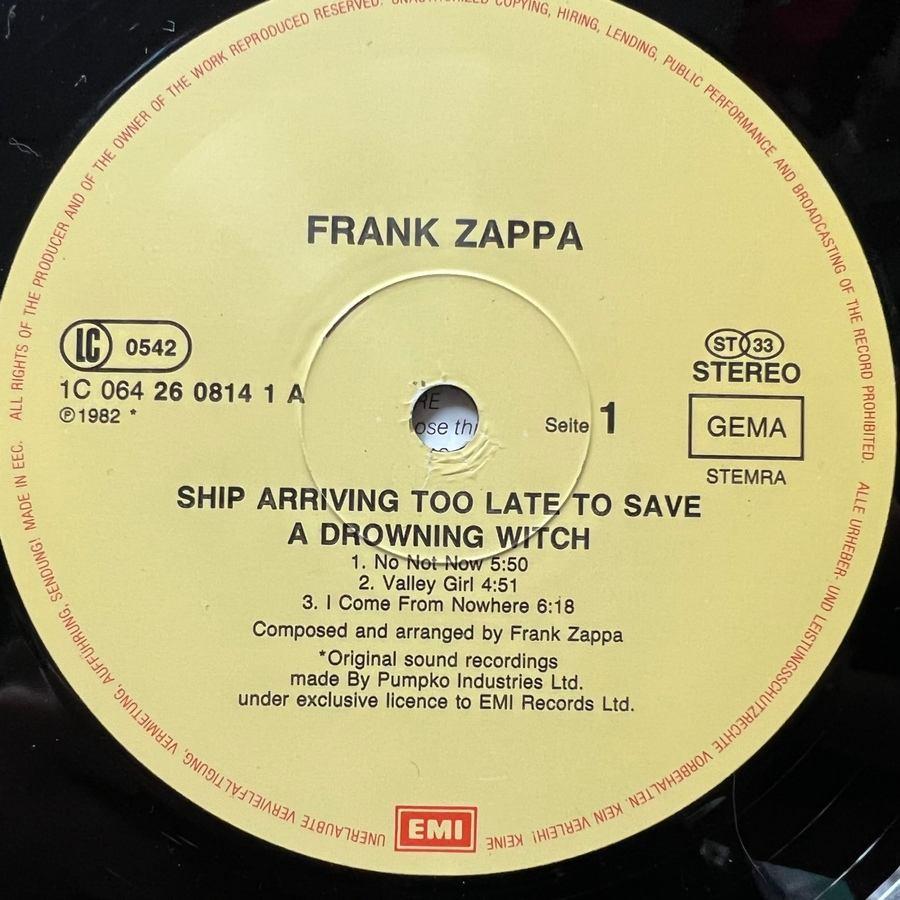 ALL RIGHTS OF THE PRODUCER AND OF THE OWNER OF THE WORK REPRODUCED RESERVED. UNAUTHORIZED COPYING, HIRING, LENDING, PUBLIC PERFORMANCE AND BROADCASTING OF THE RECORD PROHIBITED.
FRANK ZAPPA
LC 0542
1C 064 26 0814 1 A
℗ 1982 *
ST 33
STEREO
GEMA
STEMRA
Seite 1
ose th
SHIP ARRIVING TOO LATE TO SAVE
A DROWNING WITCH
1. No Not Now 5:50
2. Valley Girl 4:51
3. I Come From Nowhere 6:18
Composed and arranged by Frank Zappa
*Original sound recordings
made By Pumpko Industries Ltd.
under exclusive licence to EMI Records Ltd.
EMI
ALLE URHEBER- UND LEISTUNGSSCHUTZRECHTE VORBEHALTEN. KEIN VERLEIH! KEINE
UNERLAUBTE VERVIELFÄLTIGUNG, VERMIETUNG, AUFFÜHRUNG, SENDUNG! MADE IN EEC.